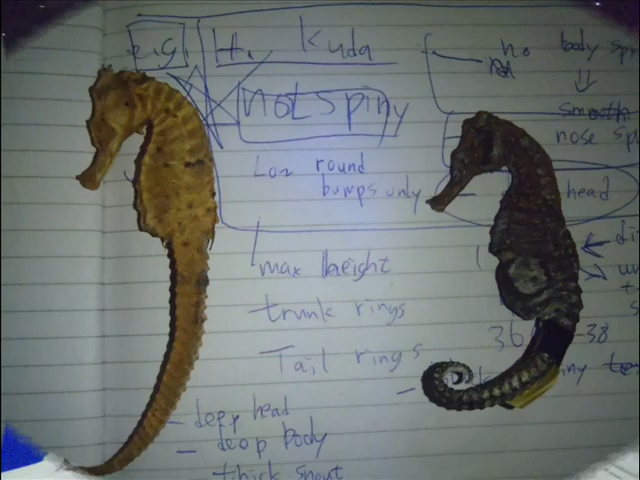 e.g. H. kuda
no body
not spiny
smooth
nose
Low round
bumps only
head
max height
trunk rings
36 -38
Tail rings
- deep head
- deep body
thick snout